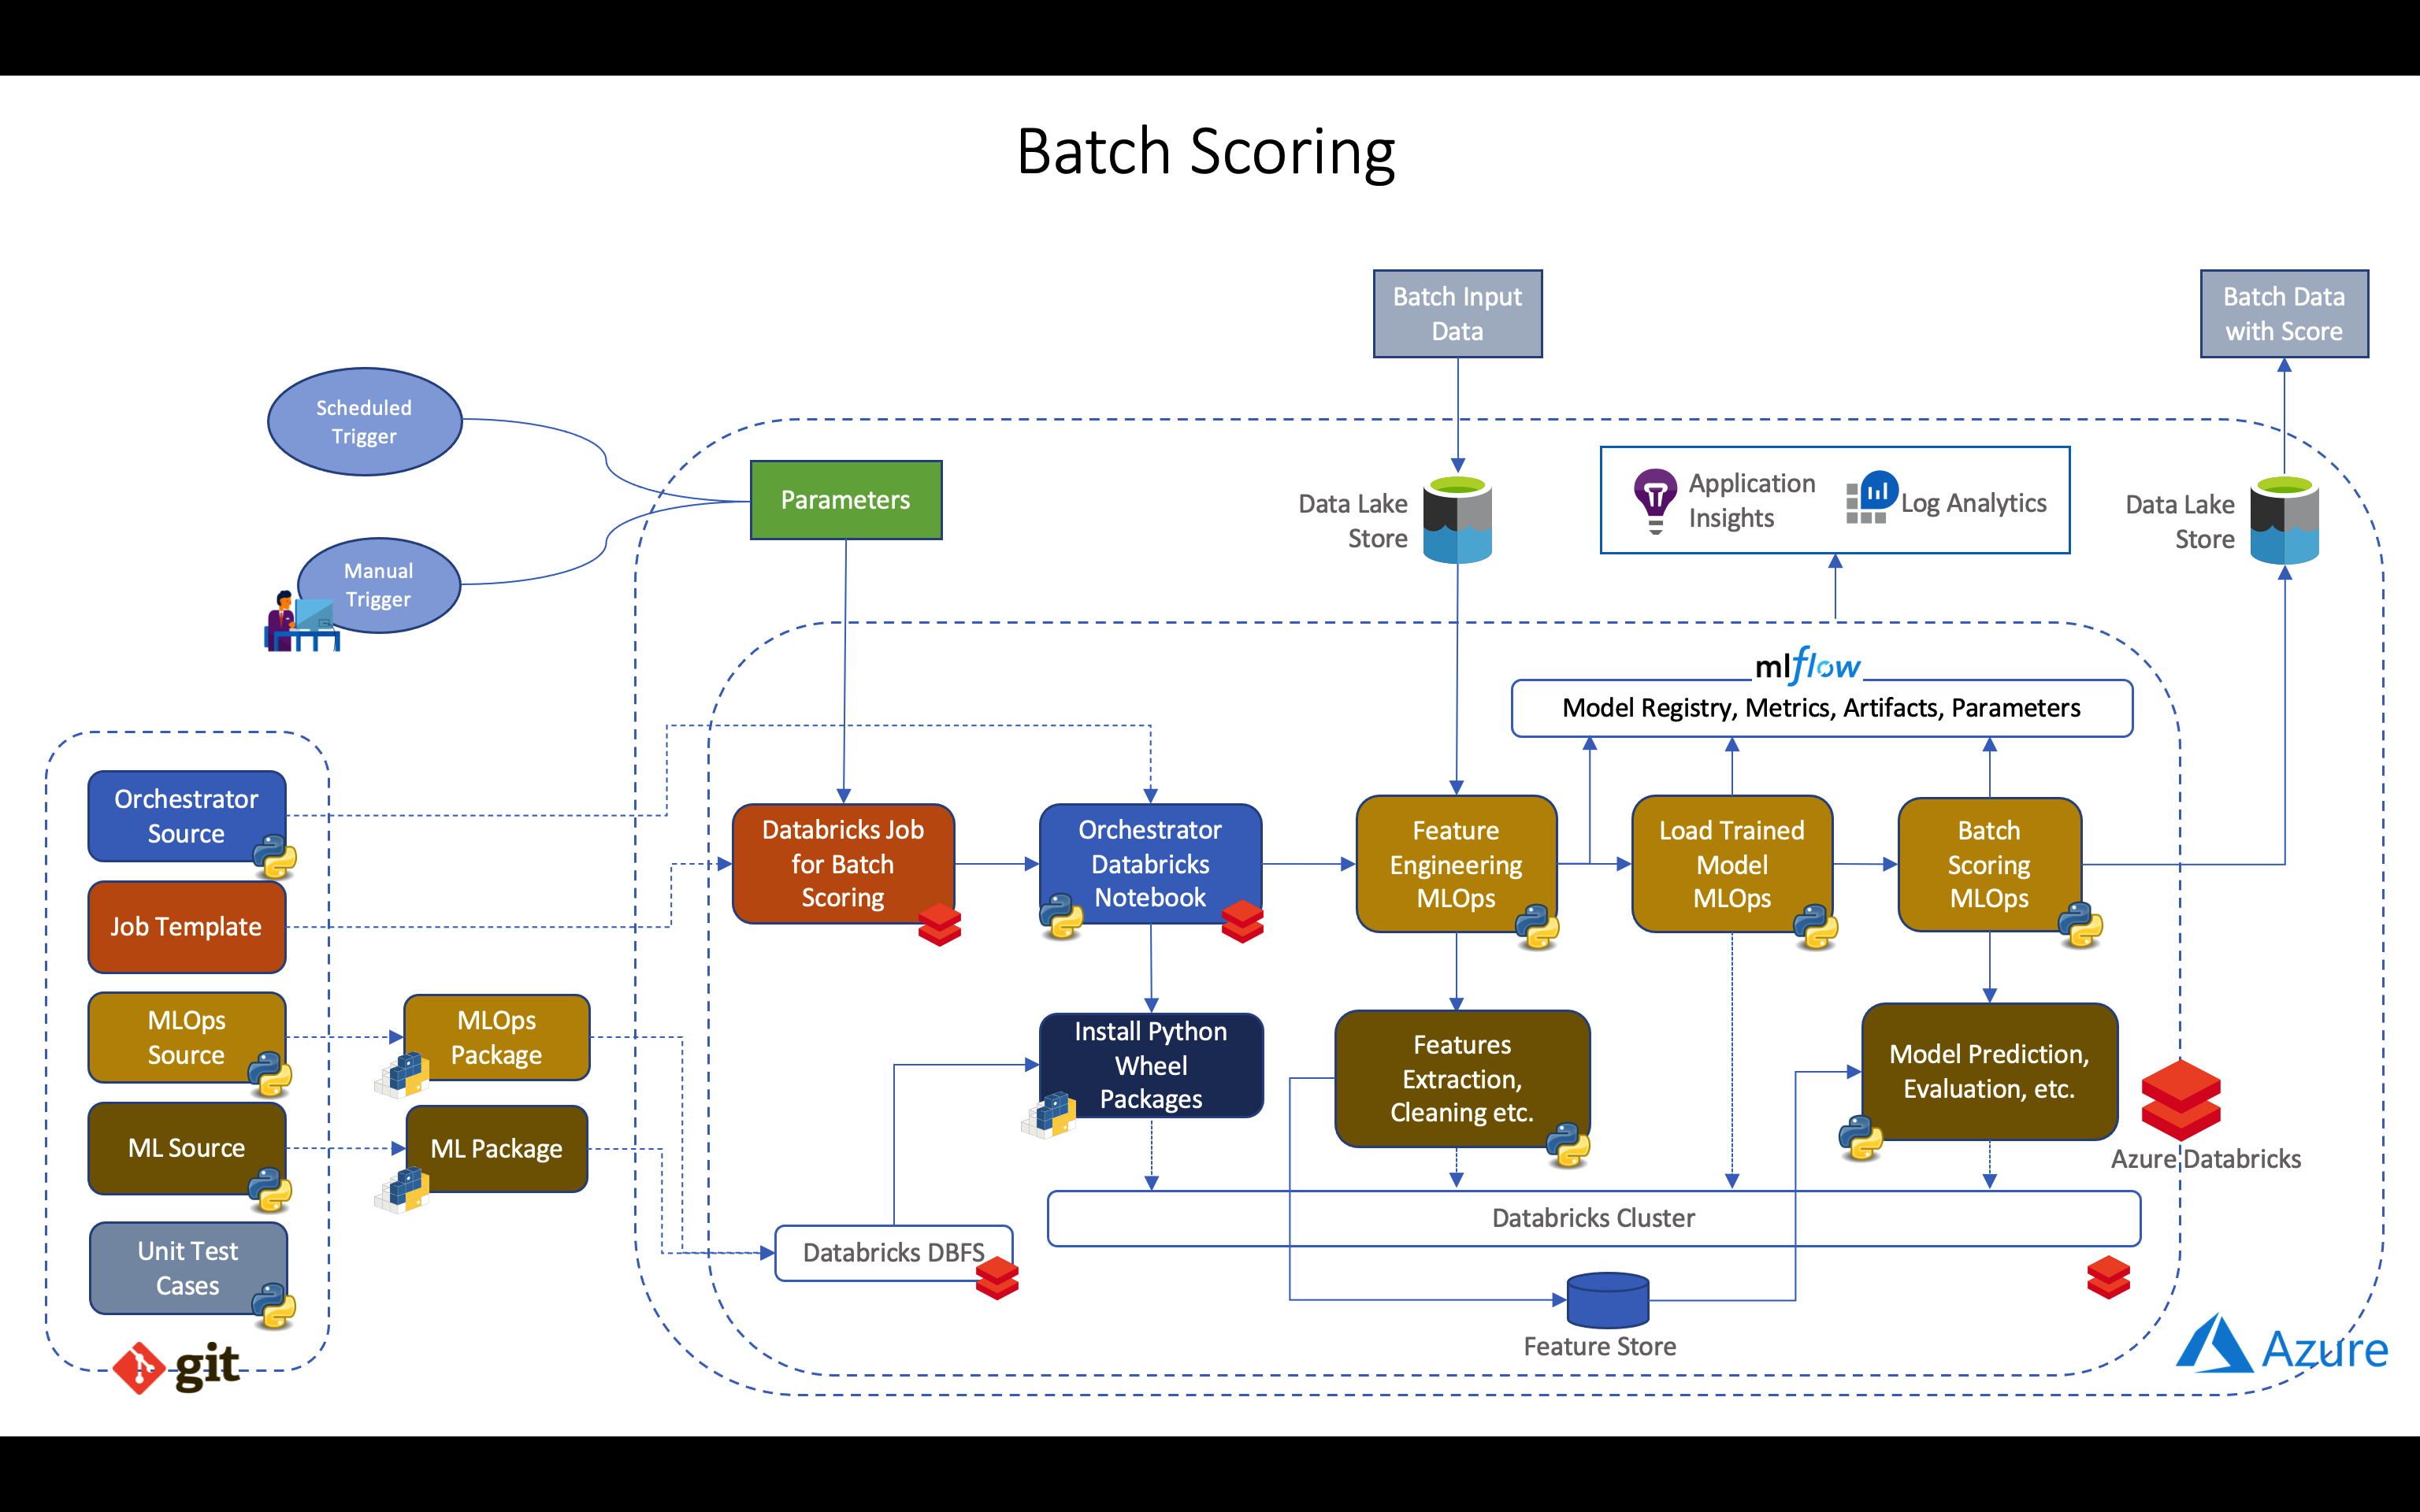 Batch Scoring
Batch Input
Data
Batch Data
with Score
Scheduled
Trigger
Parameters
Data Lake
Store
Application
Insights
Log Analytics
Data Lake
Store
Manual
Trigger
mlflow
Model Registry, Metrics, Artifacts, Parameters
Orchestrator
Source
Databricks Job
for Batch
Scoring
Orchestrator
Databricks
Notebook
Feature
Engineering
MLOps
Load Trained
Model
MLOps
Batch
Scoring
MLOps
Job Template
MLOps
Source
MLOps
Package
Install Python
Wheel
Packages
Features
Extraction,
Cleaning etc.
Model Prediction,
Evaluation, etc.
ML Source
ML Package
Azure Databricks
Databricks Cluster
Unit Test
Cases
Databricks DBFS
Feature Store
git
Azure